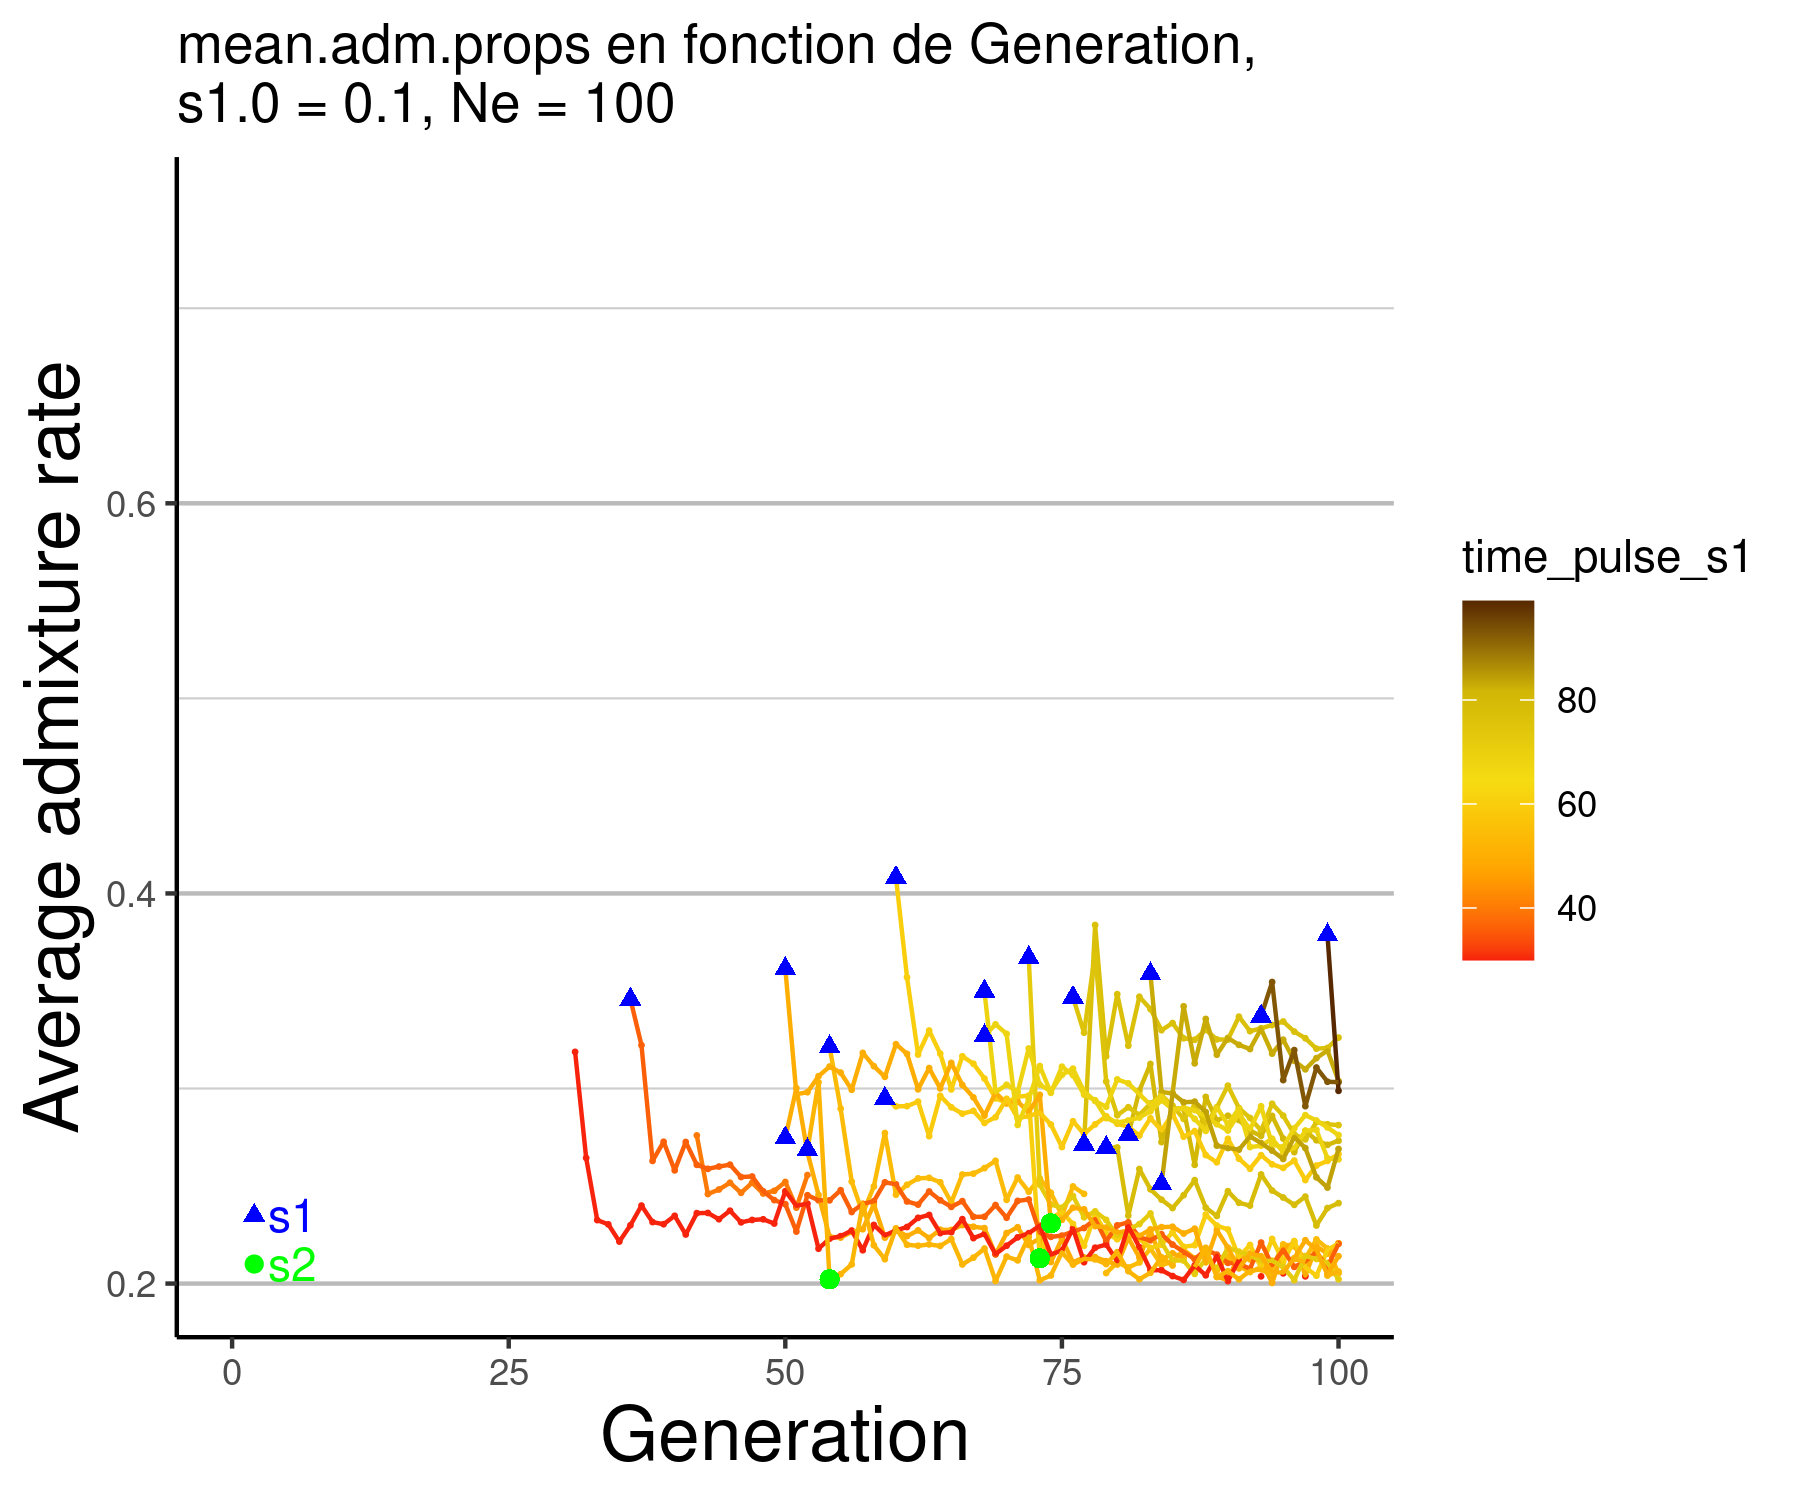 mean.adm.props en fonction de Generation,
s1.0 = 0.1, Ne = 100
Average admixture rate
0.6
0.4
0.2
s1
s2
0 25 50 75 100
Generation
time_pulse_s1
80
60
40